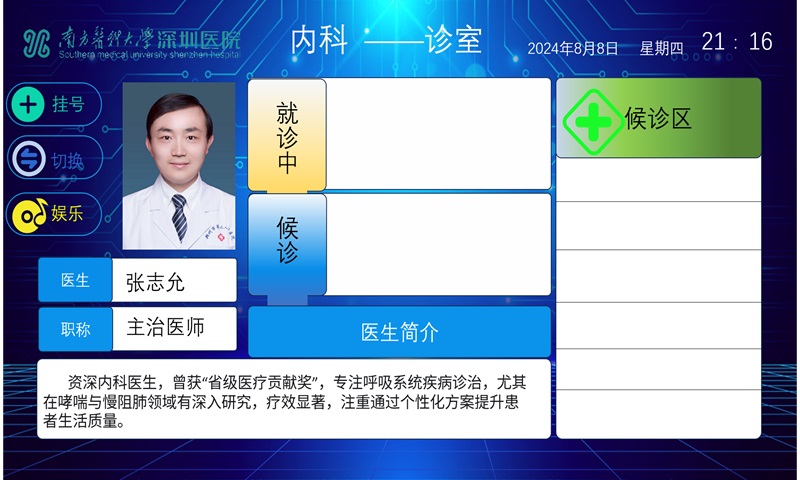 南方医科大学深圳医院
Southern medical university shenzhen hospital
内科 ——诊室
2024年8月8日 星期四 21 : 16
挂号
切换
娱乐
就诊中
候诊
候诊区
医生 张志允
职称 主治医师
医生简介
资深内科医生，曾获“省级医疗贡献奖”，专注呼吸系统疾病诊治，尤其
在哮喘与慢阻肺领域有深入研究，疗效显著，注重通过个性化方案提升患
者生活质量。